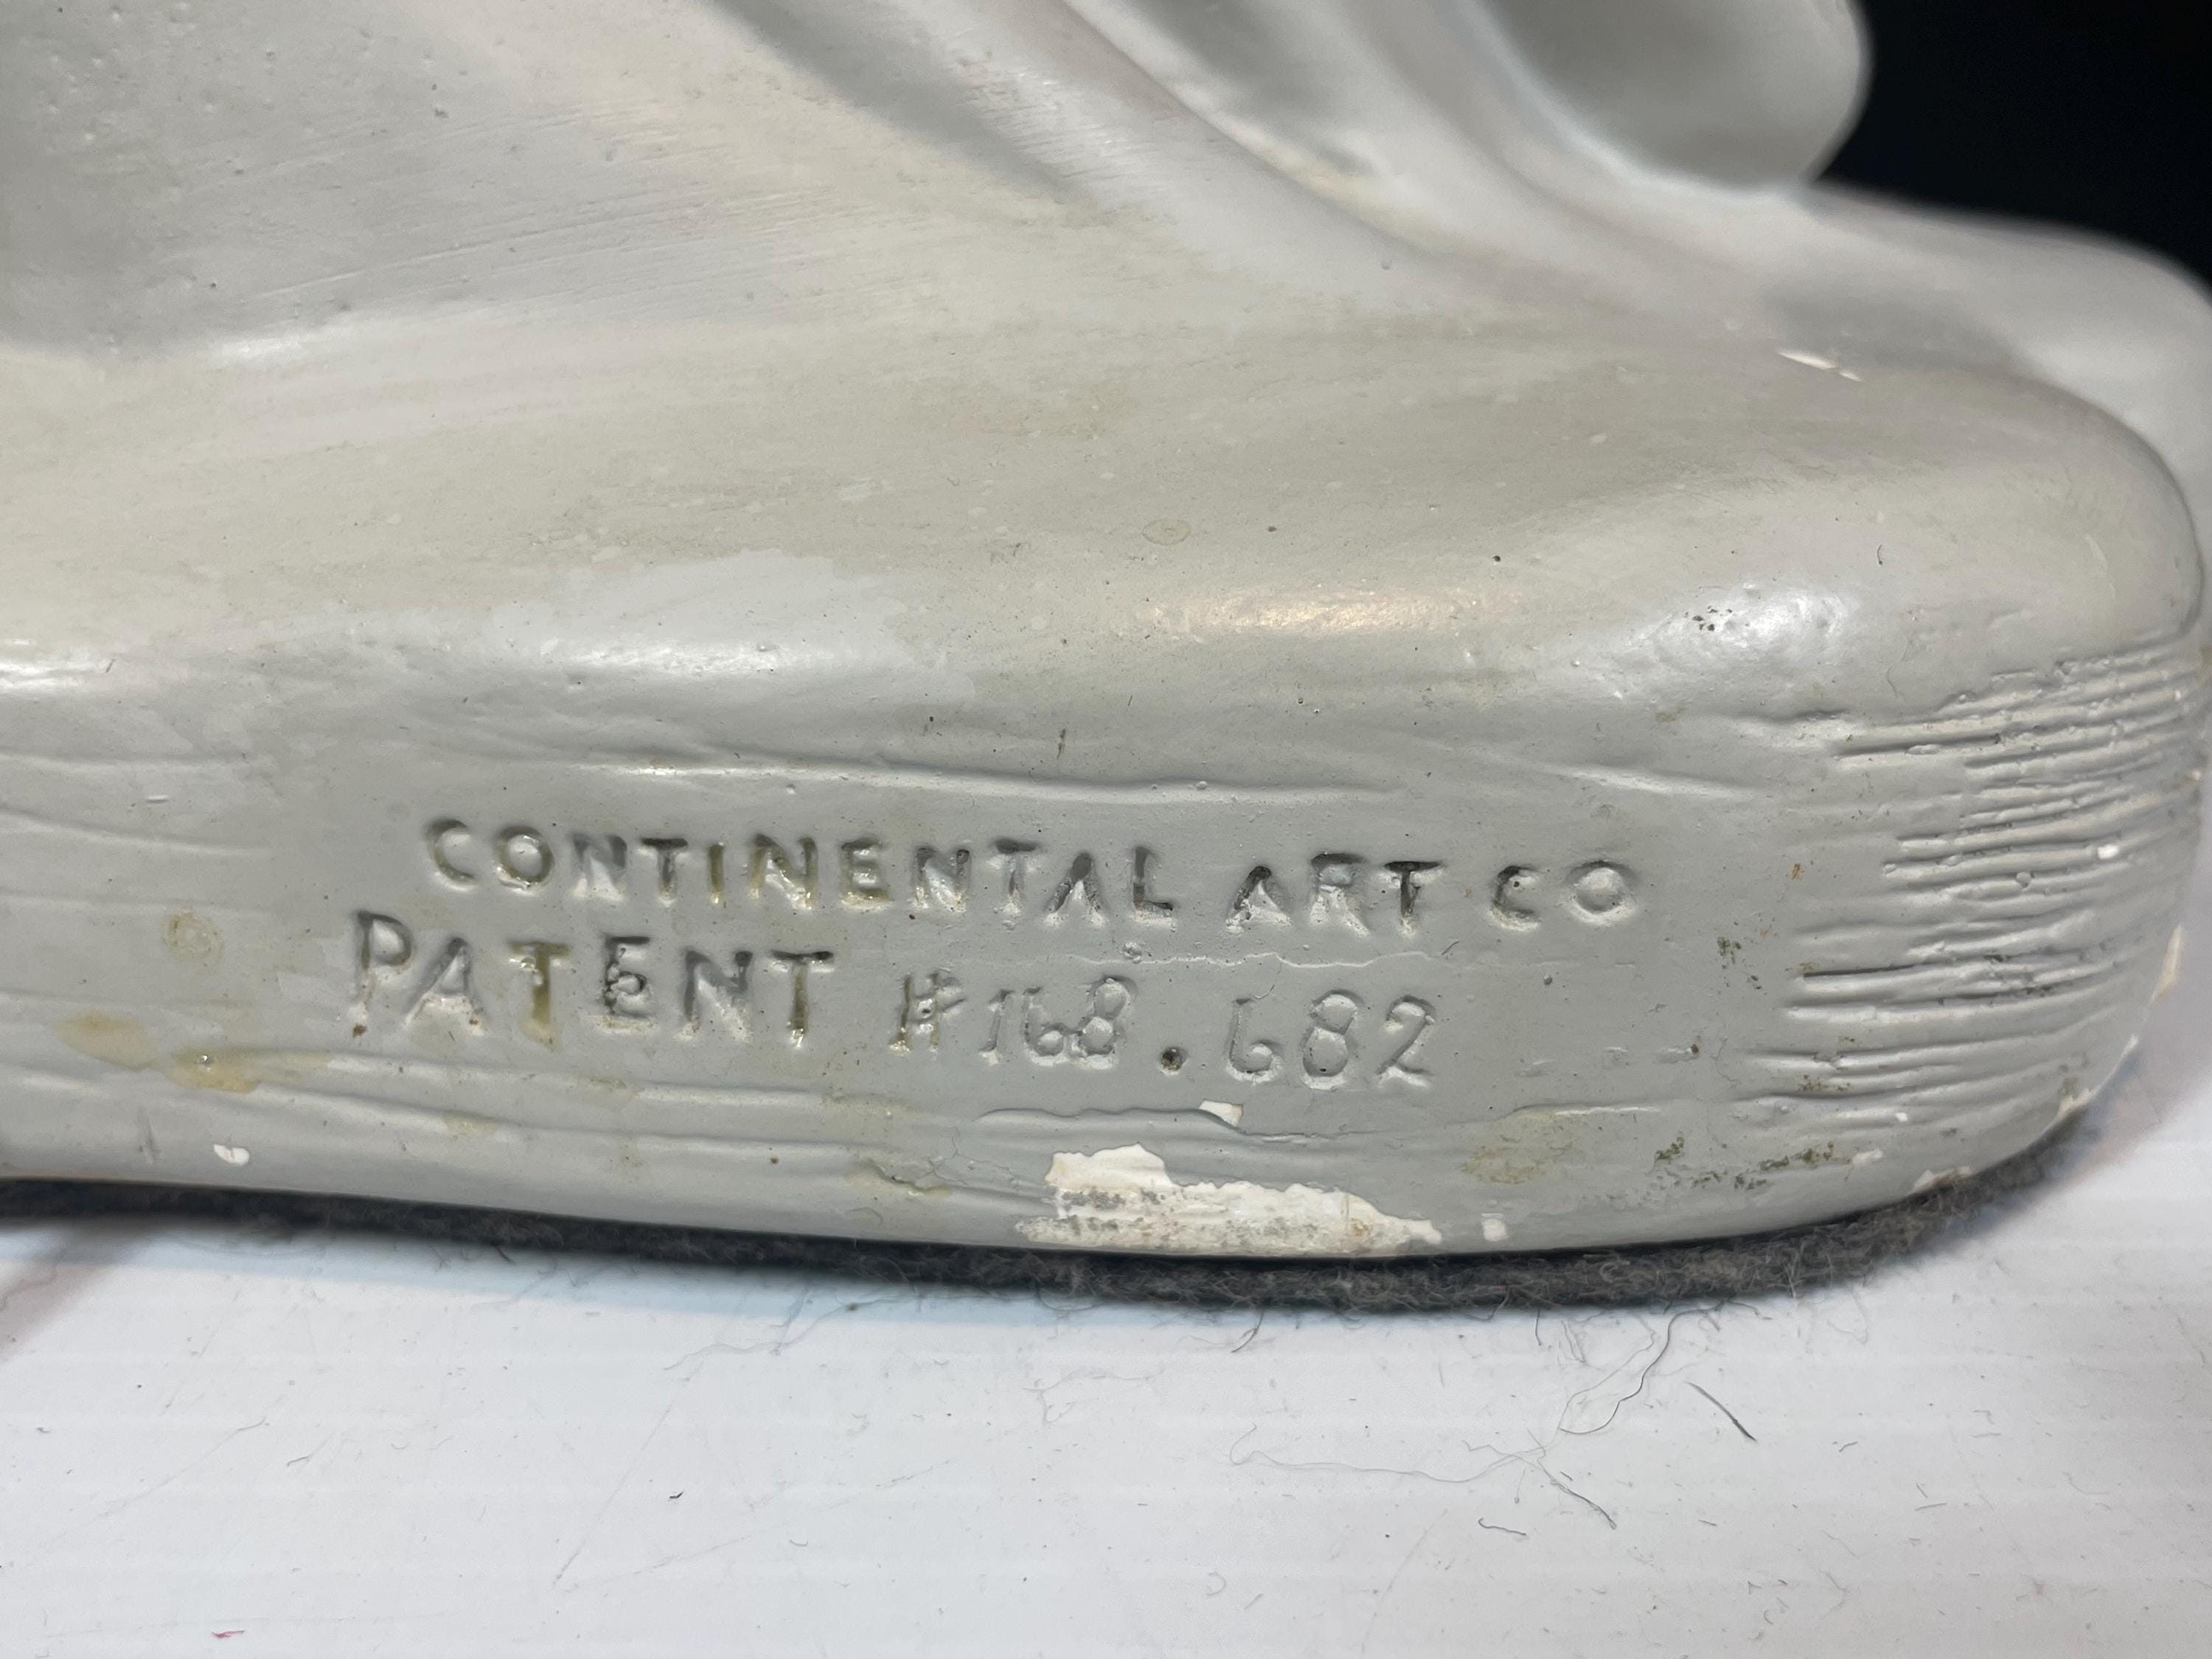 CONTINENTAL ART CO
PATENT #168.682